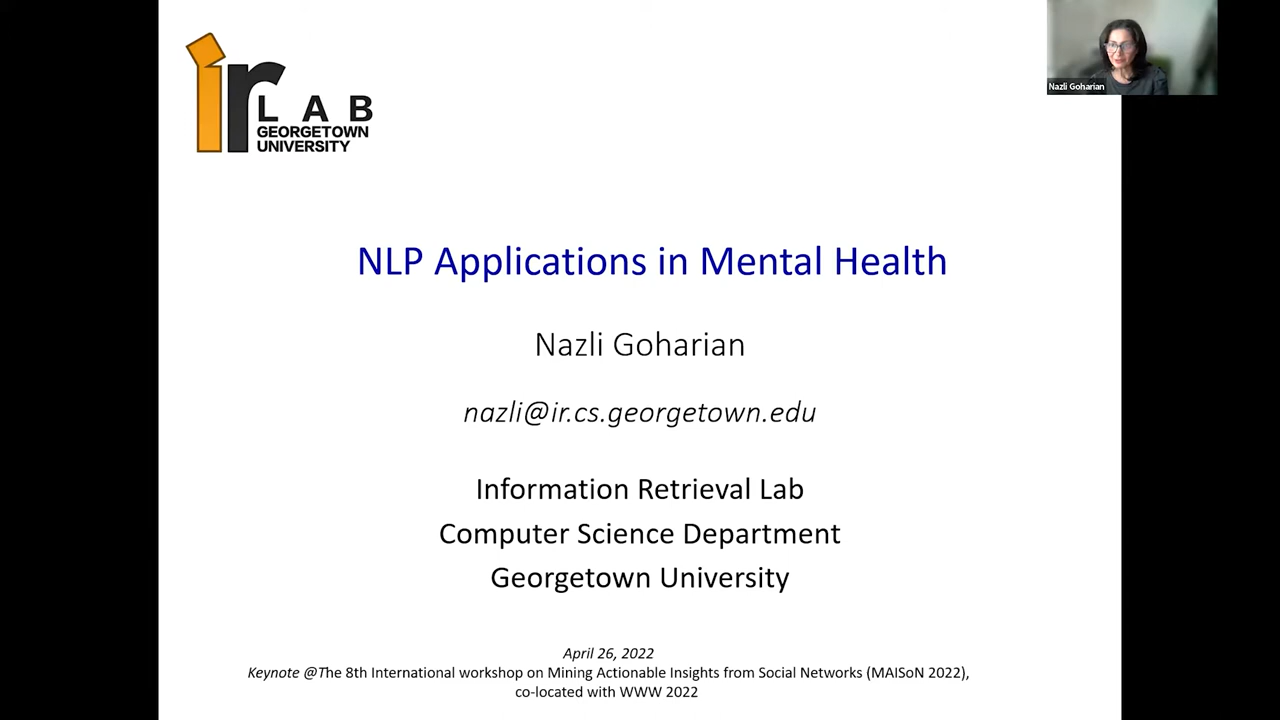 ir
LAB
GEORGETOWN
UNIVERSITY
Nazli Goharian
NLP Applications in Mental Health
Nazli Goharian
nazli@ir.cs.georgetown.edu
Information Retrieval Lab
Computer Science Department
Georgetown University
April 26, 2022
Keynote @The 8th International workshop on Mining Actionable Insights from Social Networks (MAISoN 2022),
co-located with WWW 2022